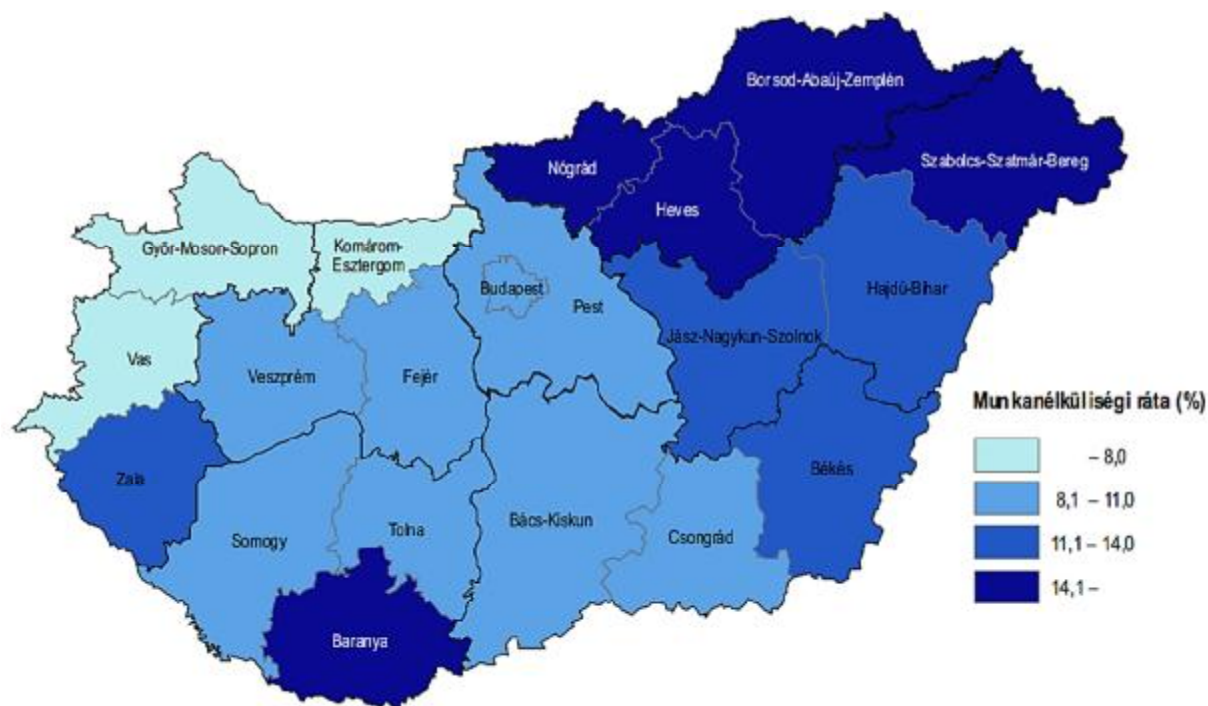 Borsod-Abaúj-Zemplén
Szabolcs-Szatmár-Bereg
Nógrád
Heves
Győr-Moson-Sopron
Komárom-
Esztergom
Budapest
Pest
Hajdú-Bihar
Jász-Nagykun-Szolnok
Vas
Veszprém
Fejér
Zala
Békés
Somogy
Tolna
Bács-Kiskun
Csongrád
Baranya
Munkanélküliségi ráta (%)
– 8,0
8,1 – 11,0
11,1 – 14,0
14,1 –